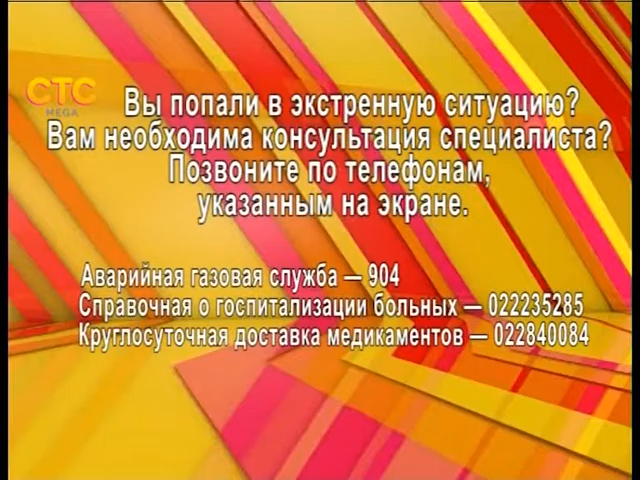 СТС
MEGA
Вы попали в экстренную ситуацию?
Вам необходима консультация специалиста?
Позвоните по телефонам,
указанным на экране.
Аварийная газовая служба — 904
Справочная о госпитализации больных — 022235285
Круглосуточная доставка медикаментов — 022840084